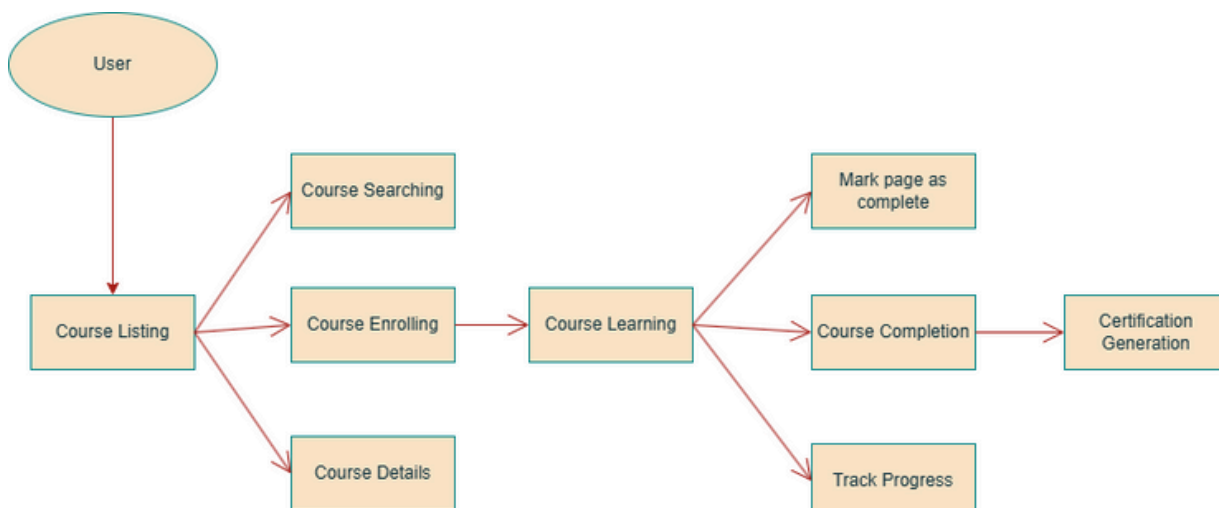 User
Course Searching
Mark page as
complete
Course Listing
Course Enrolling
Course Learning
Course Completion
Certification
Generation
Course Details
Track Progress